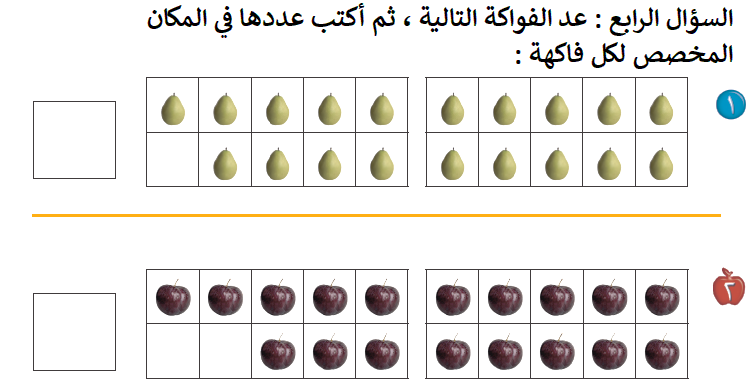 السؤال الرابع : عد الفواكة التالية ، ثم أكتب عددها في المكان
المخصص لكل فاكهة :
١
٢